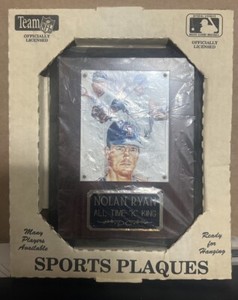 Team
OFFICIALLY
LICENSED
OFFICIALLY
LICENSED
NOLAN RYAN
ALL-TIME "K" KING
Many
Players
Available
Ready
for
Hanging
SPORTS PLAQUES